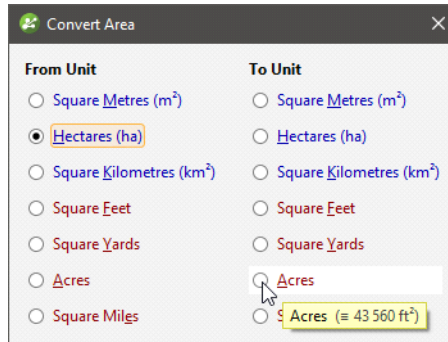 Convert Area
From Unit To Unit
Square Metres (m²) Square Metres (m²)
Hectares (ha) Hectares (ha)
Square Kilometres (km²) Square Kilometres (km²)
Square Feet Square Feet
Square Yards Square Yards
Acres Acres
Square Miles S
Acres (≡ 43 560 ft²)